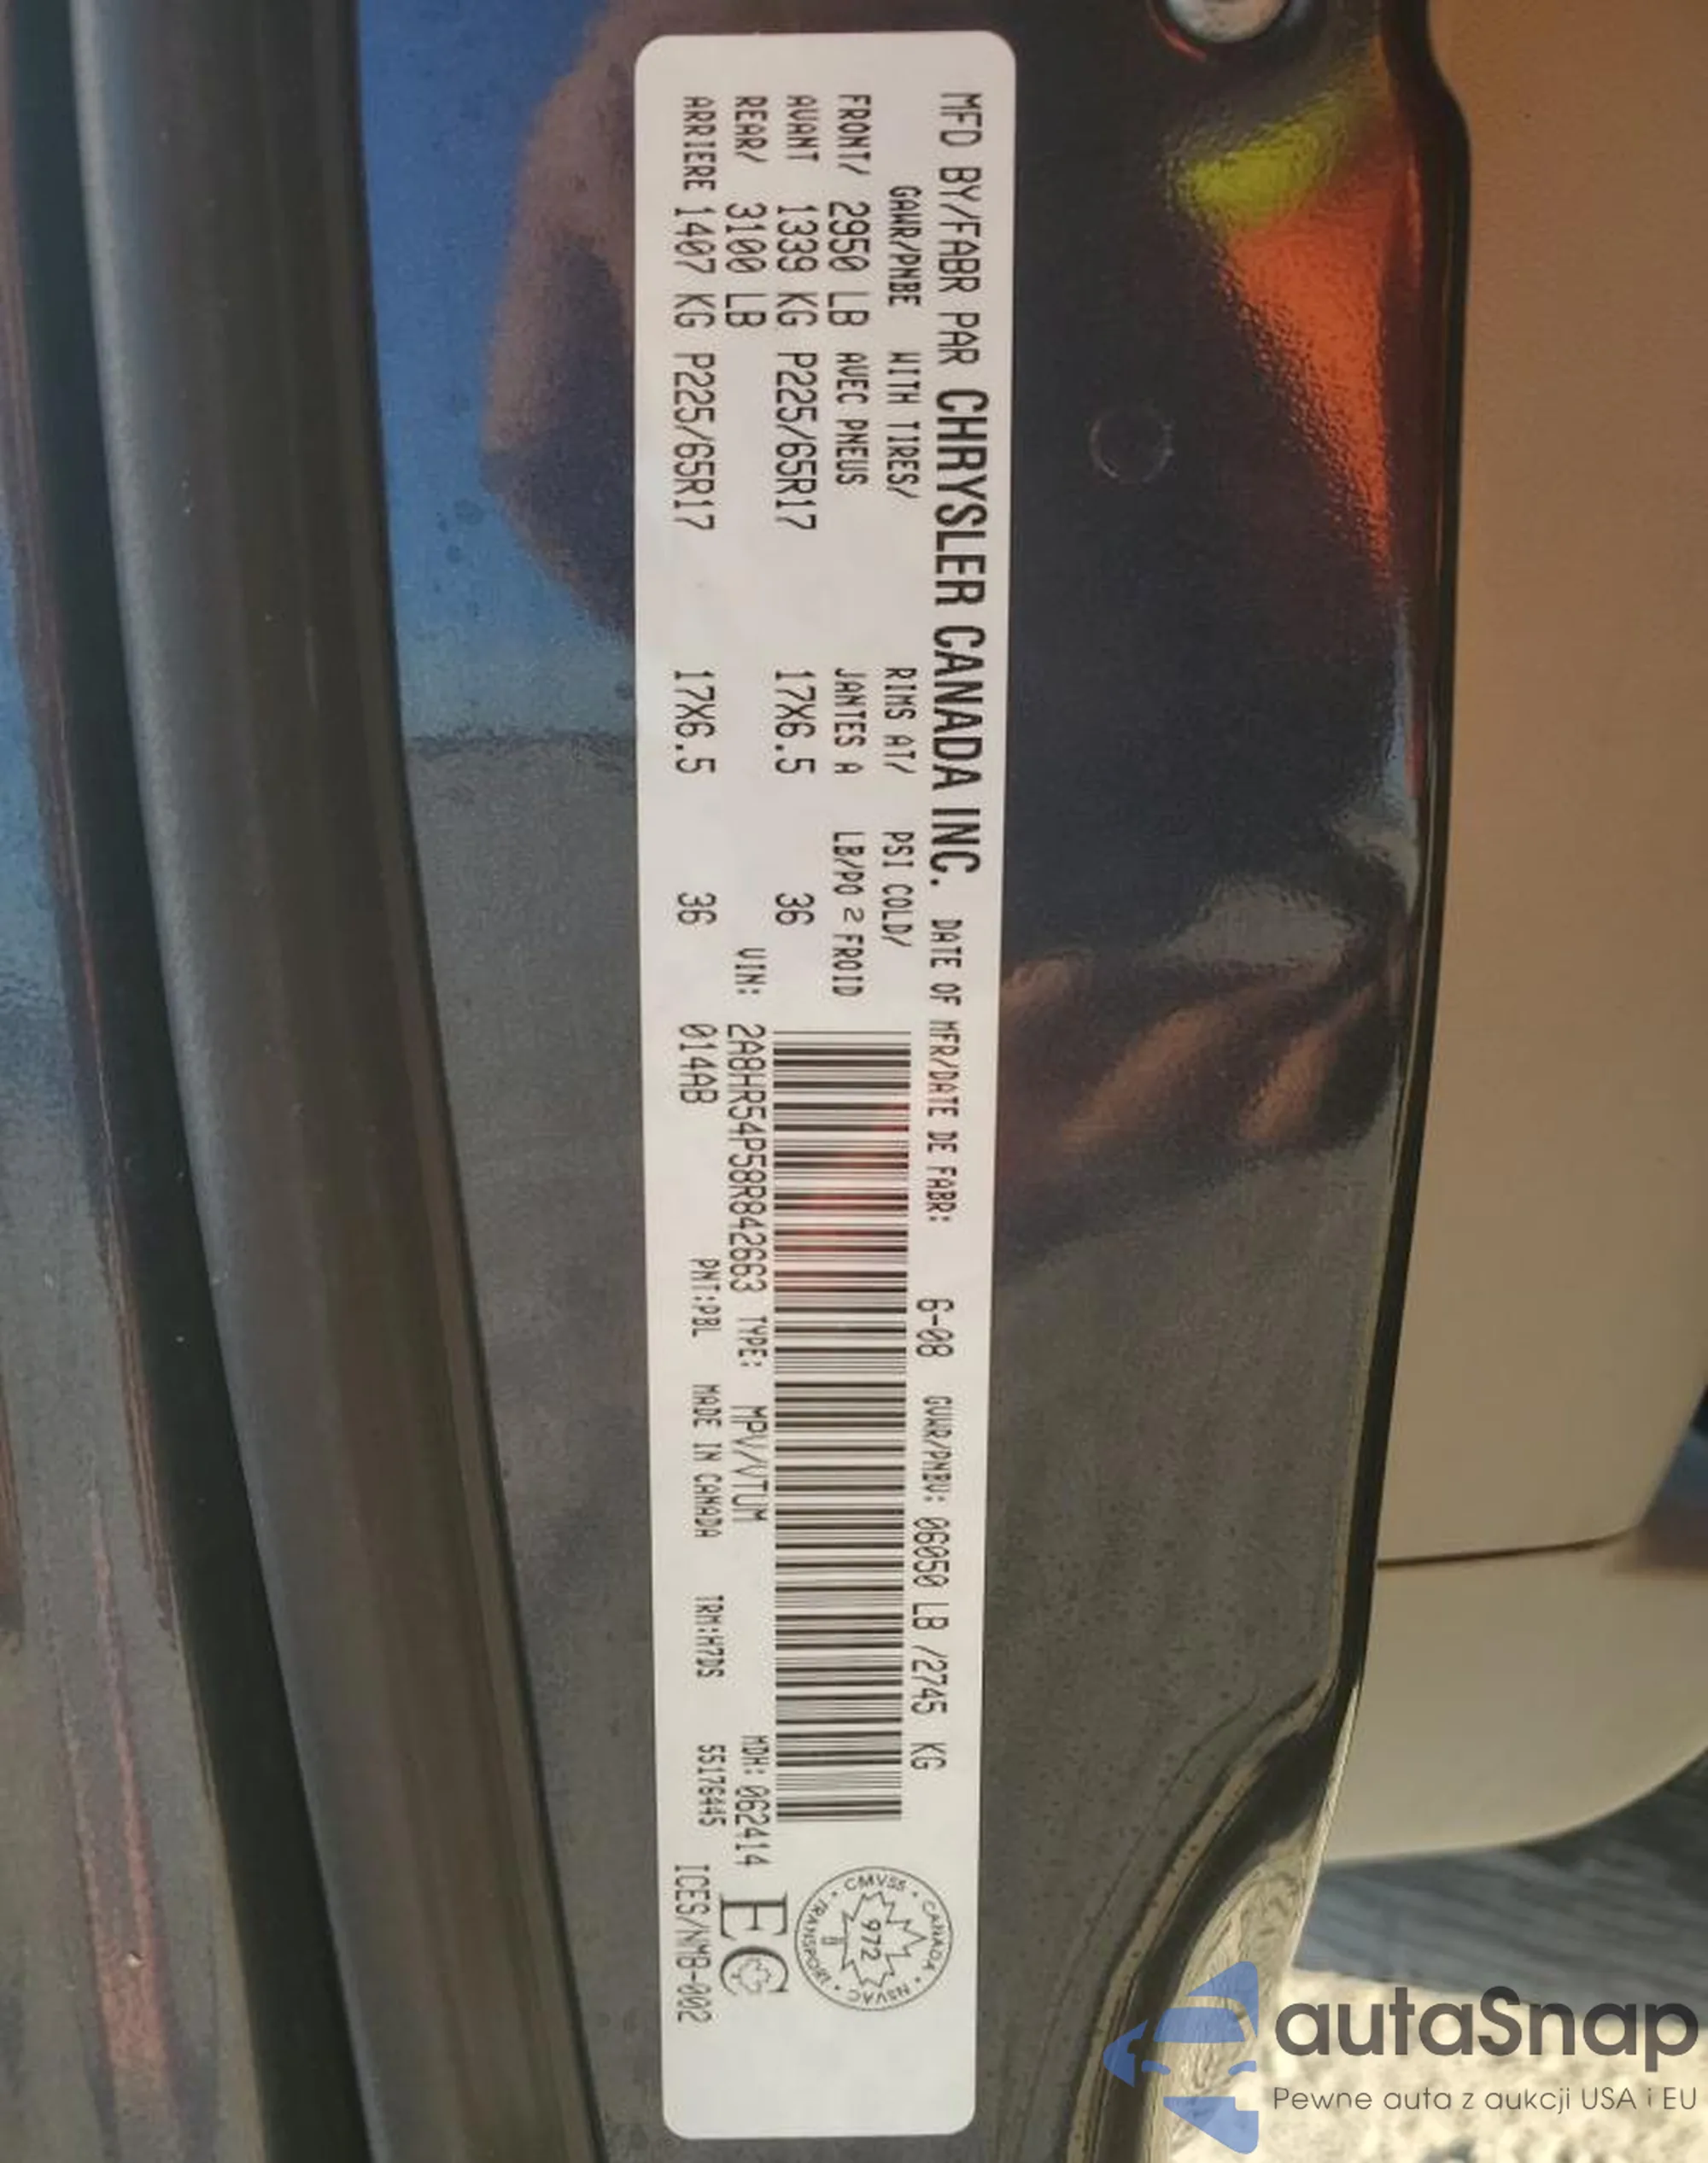 MFD BY/FABR PAR CHRYSLER CANADA INC. DATE OF MFR/DATE DE FABR: 6-08 GVWR/PNBV: 06050 LB /2745 KG
GAWR/PNBE WITH TIRES/ RIMS AT/ PSI COLD/
FRONT/ 2950 LB AVEC PNEUS JANTES A LB/PO 2 FROID
AVANT 1339 KG P225/65R17 17X6.5 36
REAR/ 3100 LB VIN: 2A8HR54P58R842663 TYPE: MPV/VTUM MDH: 062414
ARRIERE 1407 KG P225/65R17 17X6.5 36 014AB PNT:PBL MADE IN CANADA TRM:H7DS 55176445 ICES/NMB-002
CMVSS • CANADA • NSVAC • TRANSPORT •
972
EC
autaSnap
Pewne auta z aukcji USA i EU